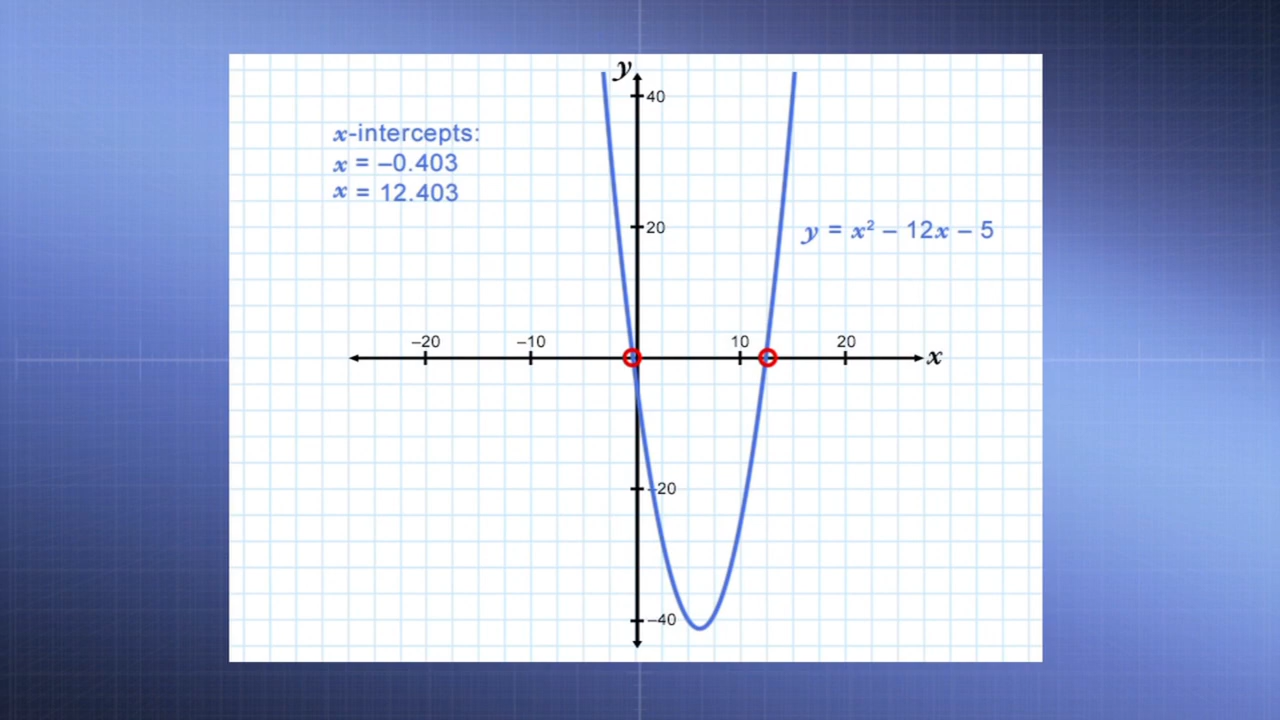 y
40
x-intercepts:
x = –0.403
x = 12.403
20
y = x² – 12x – 5
–20
–10
10
20
x
–20
–40